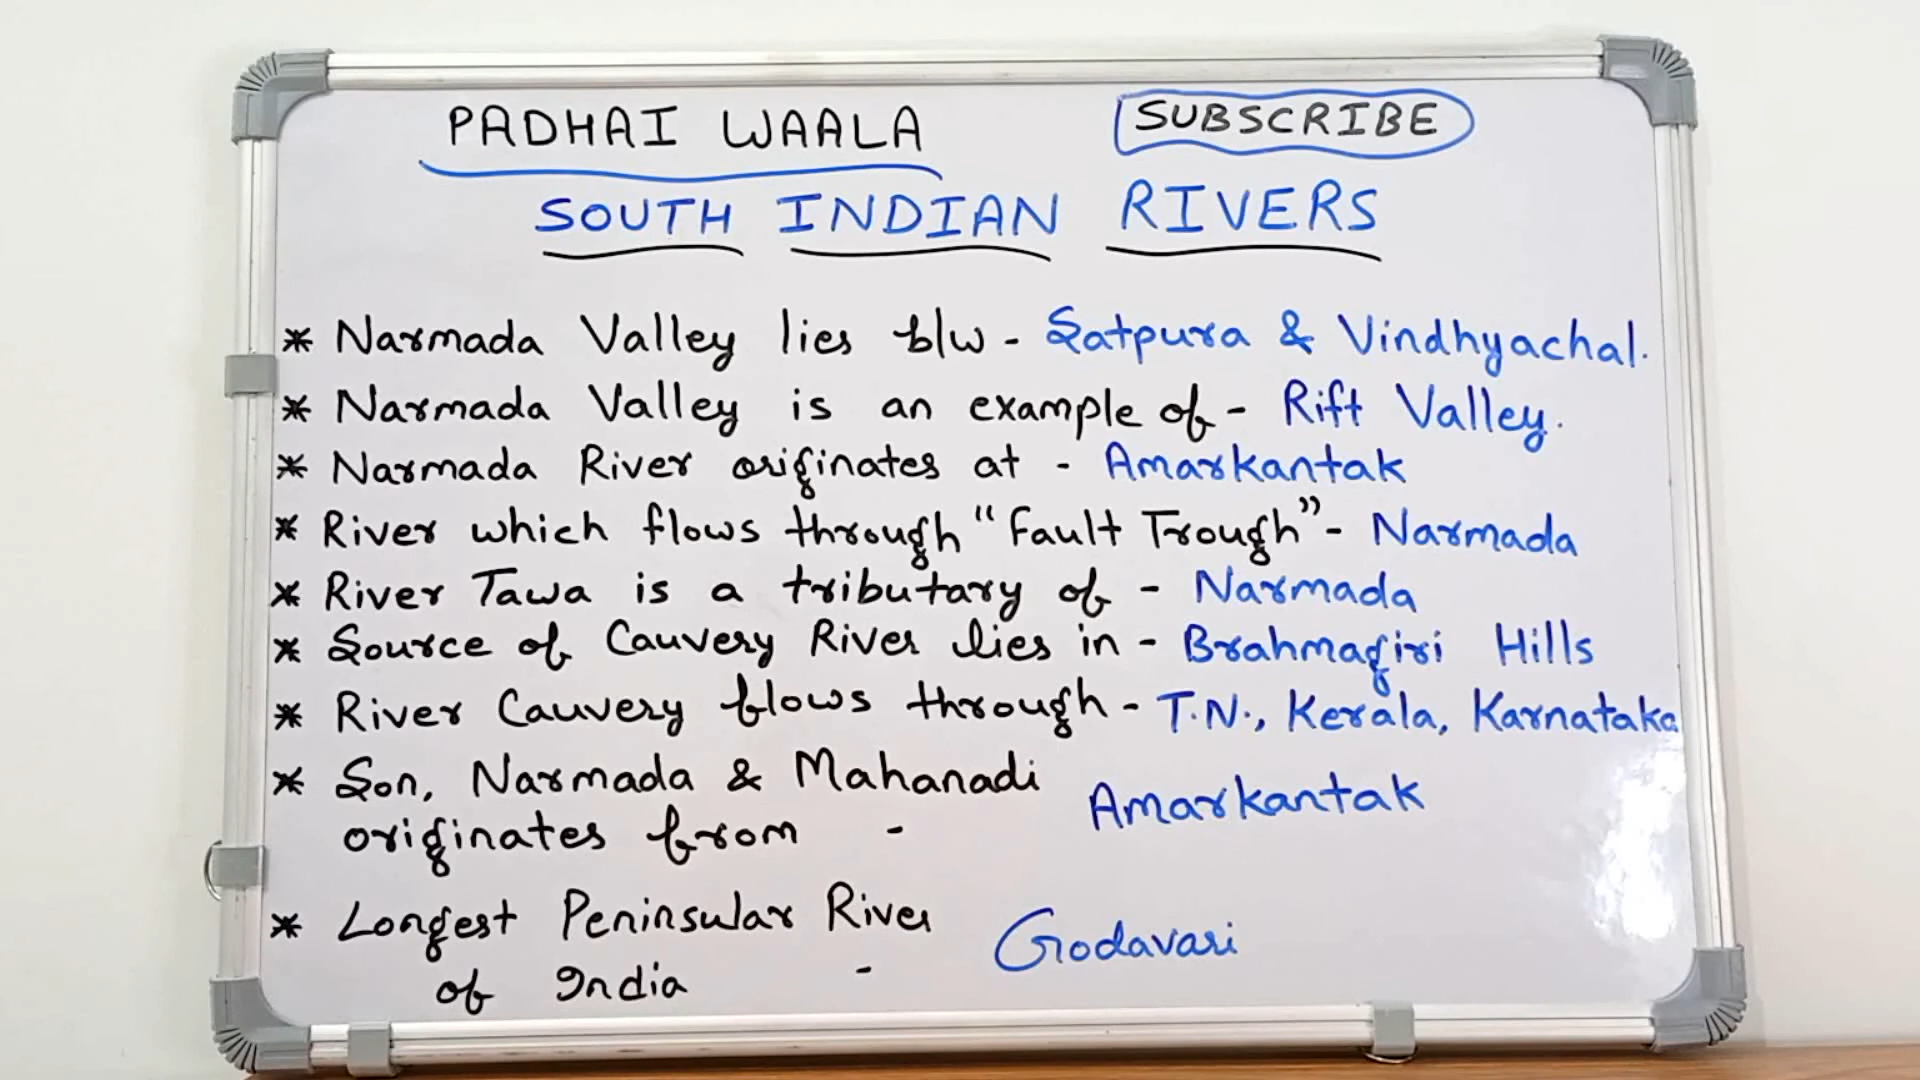 PADHAI WAALA SUBSCRIBE
SOUTH INDIAN RIVERS
* Narmada Valley lies b/w - Satpura & Vindhyachal.
* Narmada Valley is an example of - Rift Valley.
* Narmada River originates at - Amarkantak
* River which flows through "Fault Trough" - Narmada
* River Tawa is a tributary of - Narmada
* Source of Cauvery River lies in - Brahmagiri Hills
* River Cauvery flows through - T.N., Kerala, Karnataka
* Son, Narmada & Mahanadi
originates from - Amarkantak
* Longest Peninsular River
of India - Godavari